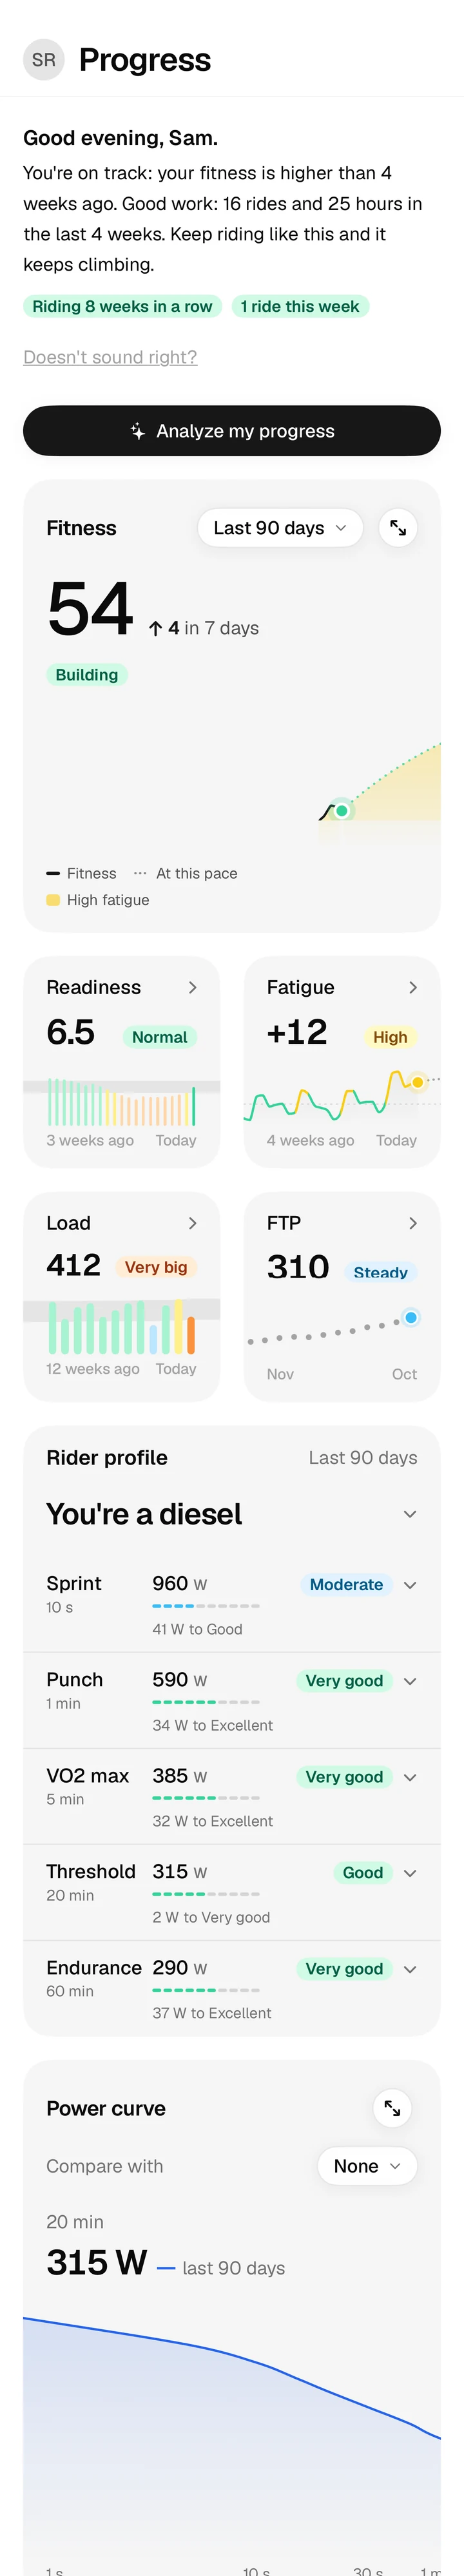 SR Progress
Good evening, Sam.
You're on track: your fitness is higher than 4
weeks ago. Good work: 16 rides and 25 hours in
the last 4 weeks. Keep riding like this and it
keeps climbing.
Riding 8 weeks in a row 1 ride this week
Doesn't sound right?
Analyze my progress
Fitness Last 90 days
54 ↑ 4 in 7 days
Building
Fitness At this pace
High fatigue
Readiness
6.5 Normal
3 weeks ago Today
Fatigue
+12 High
4 weeks ago Today
Load
412 Very big
12 weeks ago Today
FTP
310 Steady
Nov Oct
Rider profile Last 90 days
You're a diesel
Sprint 960 W Moderate
10 s
41 W to Good
Punch 590 W Very good
1 min
34 W to Excellent
VO2 max 385 W Very good
5 min
32 W to Excellent
Threshold 315 W Good
20 min
2 W to Very good
Endurance 290 W Very good
60 min
37 W to Excellent
Power curve
Compare with None
20 min
315 W last 90 days
1 s 10 s 30 s 1 m